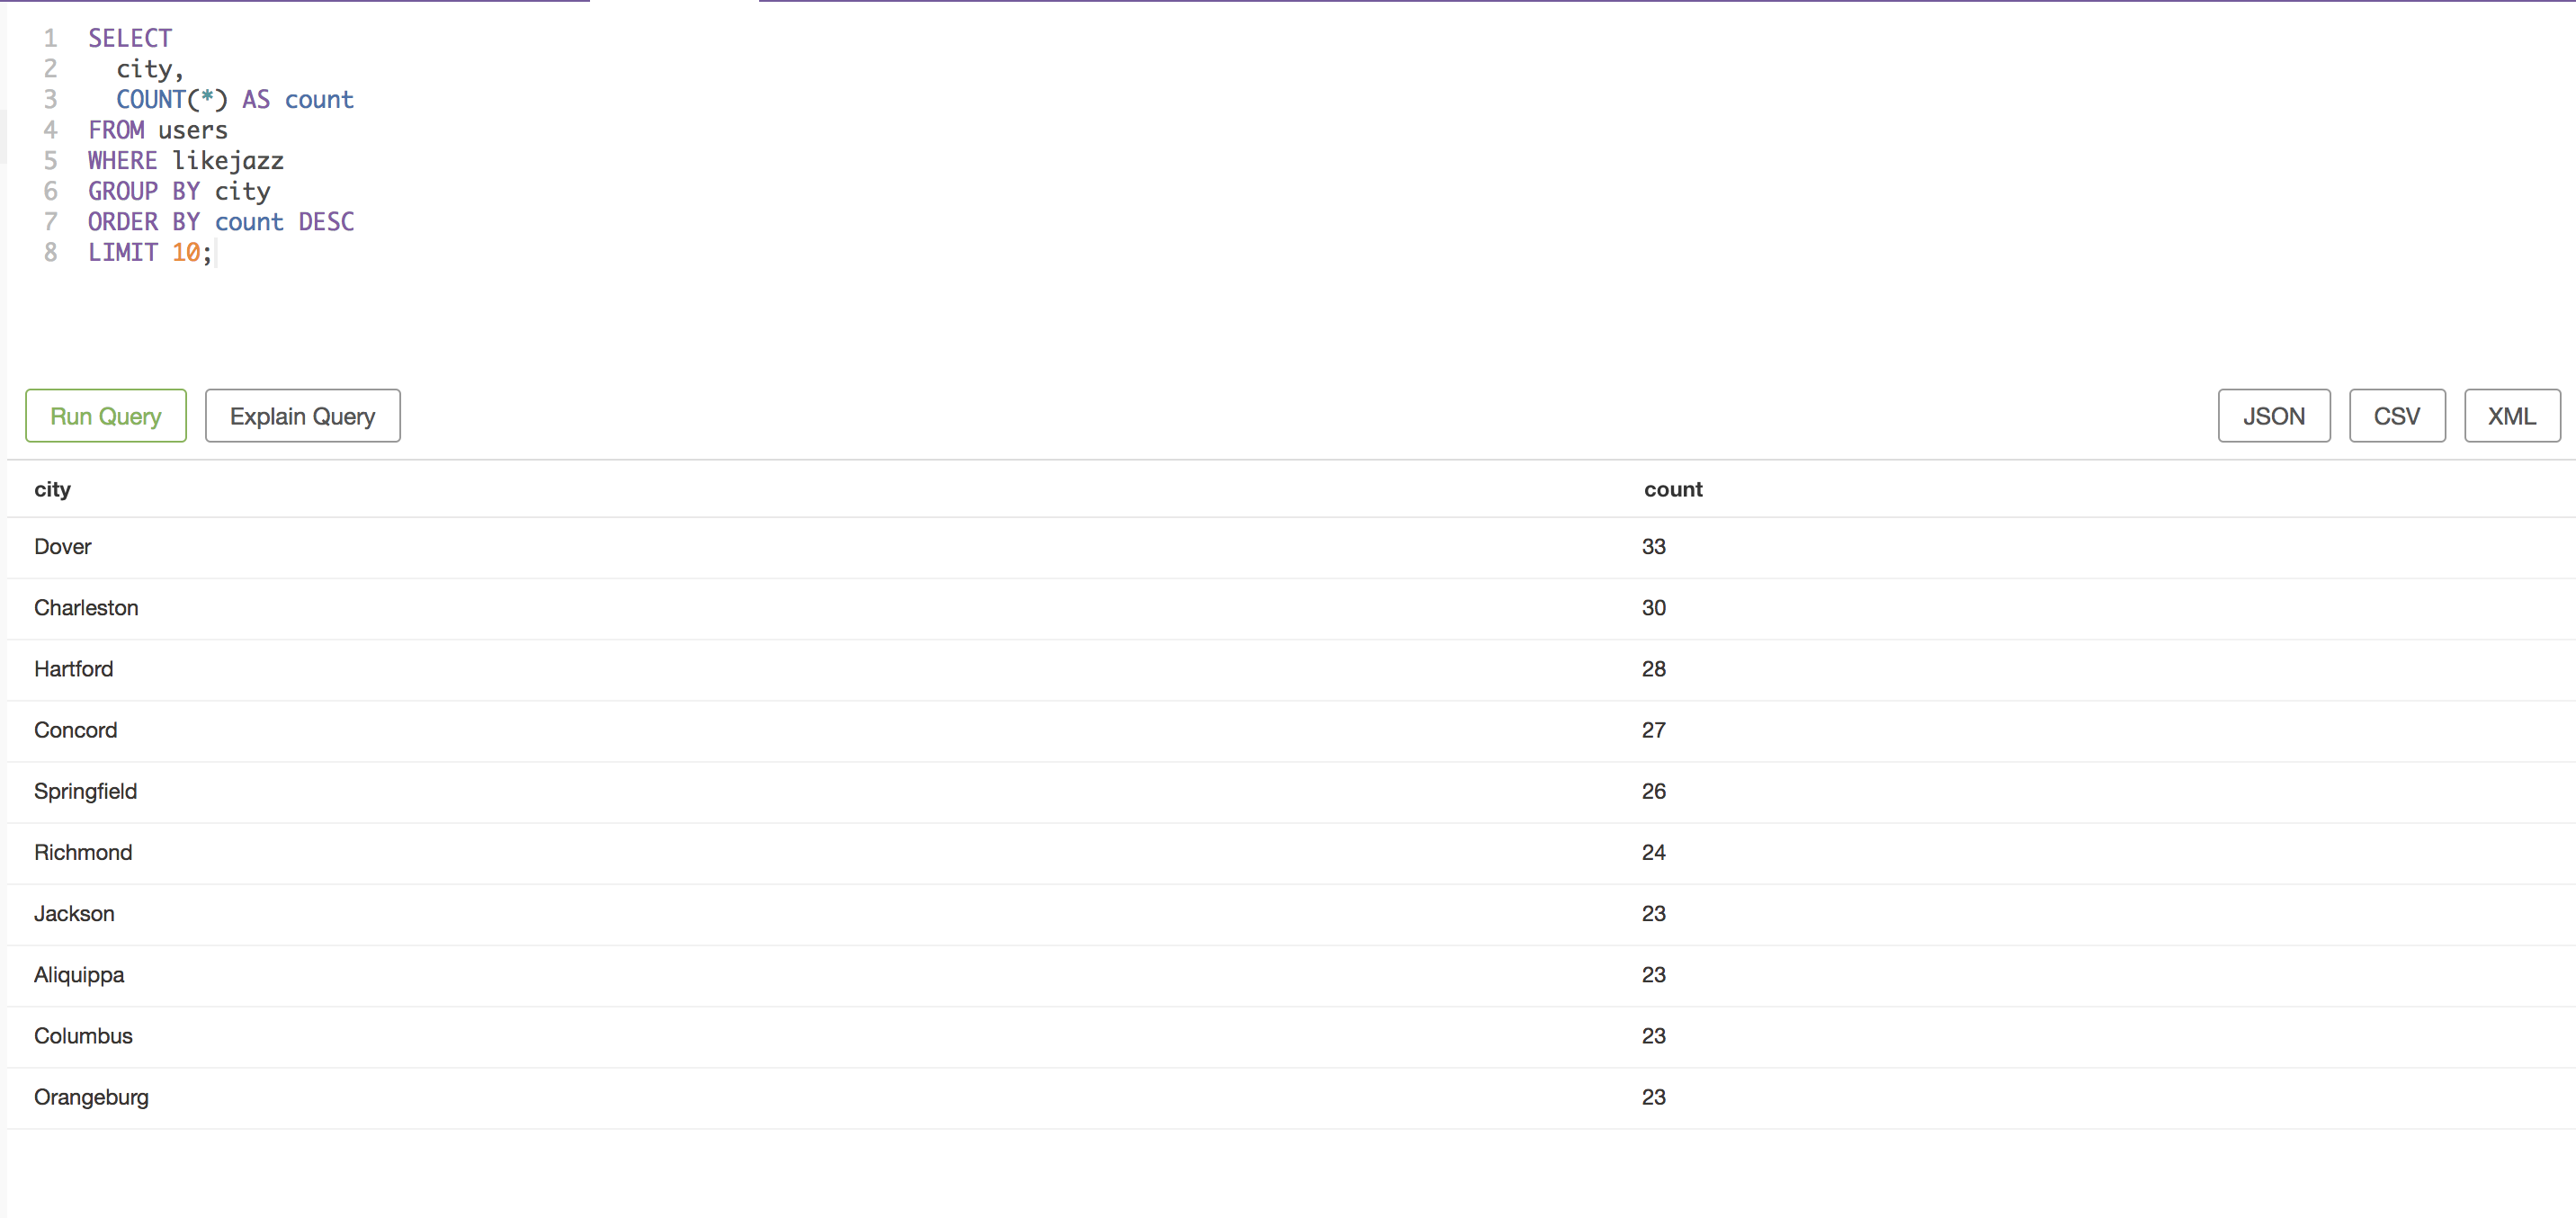 1 SELECT
2 city,
3 COUNT(*) AS count
4 FROM users
5 WHERE likejazz
6 GROUP BY city
7 ORDER BY count DESC
8 LIMIT 10;
Run Query Explain Query JSON CSV XML
city count
Dover 33
Charleston 30
Hartford 28
Concord 27
Springfield 26
Richmond 24
Jackson 23
Aliquippa 23
Columbus 23
Orangeburg 23